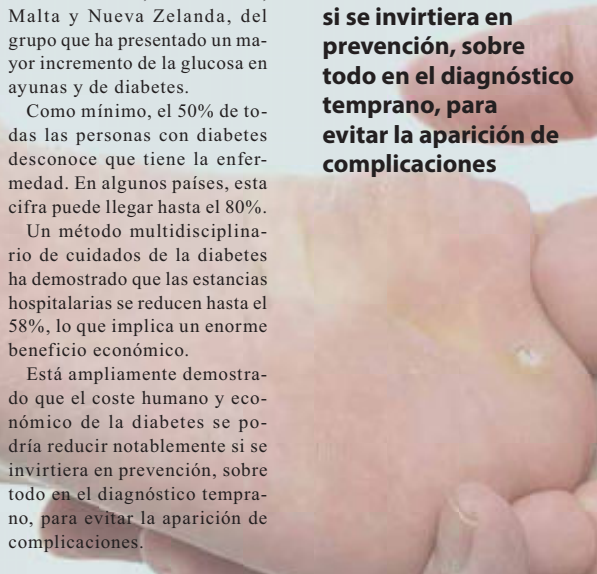 Malta y Nueva Zelanda, del
grupo que ha presentado un ma-
yor incremento de la glucosa en
ayunas y de diabetes.
Como mínimo, el 50% de to-
das las personas con diabetes
desconoce que tiene la enfer-
medad. En algunos países, esta
cifra puede llegar hasta el 80%.
Un método multidisciplina-
rio de cuidados de la diabetes
ha demostrado que las estancias
hospitalarias se reducen hasta el
58%, lo que implica un enorme
beneficio económico.
Está ampliamente demostra-
do que el coste humano y eco-
nómico de la diabetes se po-
dría reducir notablemente si se
invirtiera en prevención, sobre
todo en el diagnóstico tempra-
no, para evitar la aparición de
complicaciones.
si se invirtiera en
prevención, sobre
todo en el diagnóstico
temprano, para
evitar la aparición de
complicaciones